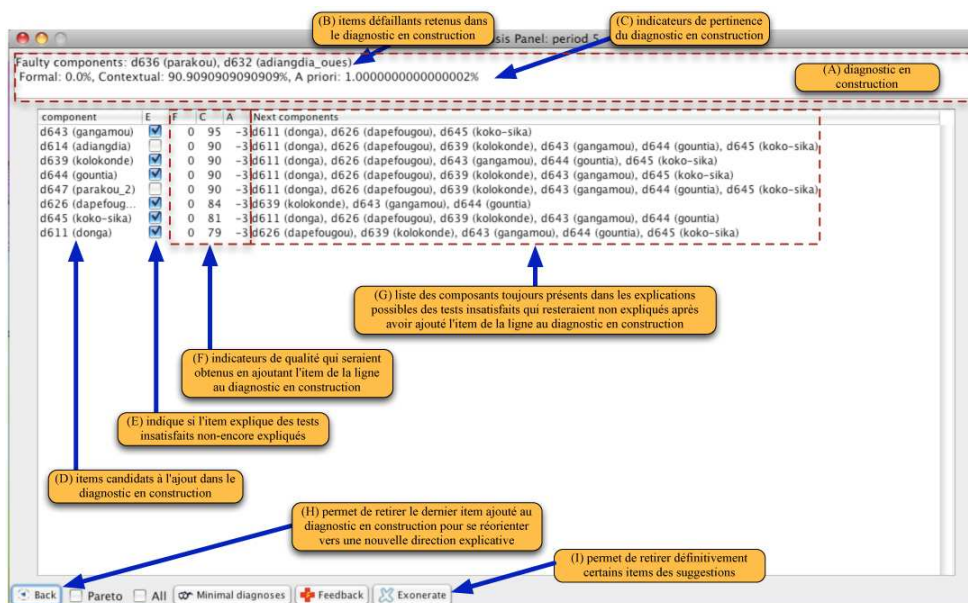 (B) items défaillants retenus dans
le diagnostic en construction
(C) indicateurs de pertinence
du diagnostic en construction
sis Panel: period 5
Faulty components: d636 (parakou), d632 (adiangdia_oues)
Formal: 0.0%, Contextual: 90.9090909090909%, A priori: 1.0000000000000002%
(A) diagnostic en
construction
component E F C A Next components
d643 (gangamou) 0 95 -3 d611 (donga), d626 (dapefougou), d645 (koko-sika)
d614 (adiangdia) 0 90 -3 d611 (donga), d626 (dapefougou), d639 (kolokonde), d643 (gangamou), d644 (gountia), d645 (koko-sika)
d639 (kolokonde) 0 90 -3 d611 (donga), d626 (dapefougou), d643 (gangamou), d644 (gountia), d645 (koko-sika)
d644 (gountia) 0 90 -3 d611 (donga), d626 (dapefougou), d639 (kolokonde), d643 (gangamou), d645 (koko-sika)
d647 (parakou_2) 0 90 -3 d611 (donga), d626 (dapefougou), d639 (kolokonde), d643 (gangamou), d644 (gountia), d645 (koko-sika)
d626 (dapefoug... 0 84 -3 d639 (kolokonde), d643 (gangamou), d644 (gountia)
d645 (koko-sika) 0 81 -3 d611 (donga), d626 (dapefougou), d639 (kolokonde), d643 (gangamou), d644 (gountia)
d611 (donga) 0 79 -3 d626 (dapefougou), d639 (kolokonde), d643 (gangamou), d644 (gountia), d645 (koko-sika)
(G) liste des composants toujours présents dans les explications
possibles des tests insatisfaits qui resteraient non expliqués après
avoir ajouté l'item de la ligne au diagnostic en construction
(F) indicateurs de qualité qui seraient
obtenus en ajoutant l'item de la ligne
au diagnostic en construction
(E) indique si l'item explique des tests
insatisfaits non-encore expliqués
(D) items candidats à l'ajout dans le
diagnostic en construction
(H) permet de retirer le dernier item ajouté au
diagnostic en construction pour se réorienter
vers une nouvelle direction explicative
(I) permet de retirer définitivement
certains items des suggestions
Back Pareto All Minimal diagnoses Feedback Exonerate